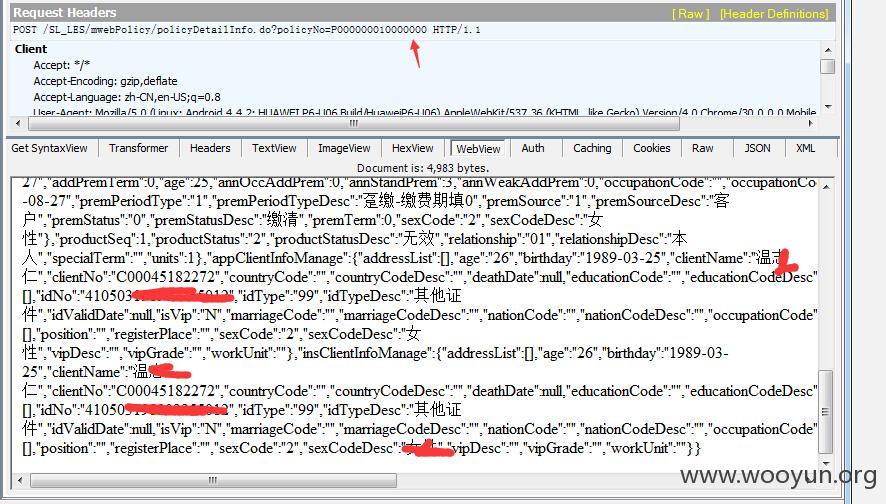 Request Headers [ Raw ] [Header Definitions]
POST /SL_LES/mwebPolicy/policyDetailInfo.do?policyNo=P000000010000000 HTTP/1.1
Client
Accept: */*
Accept-Encoding: gzip,deflate
Accept-Language: zh-CN,en-US;q=0.8
User-Agent: Mozilla/5.0 (Linux; Android 4.4.2; HUAWEI P6-U06 Build/HuaweiP6-U06) AppleWebKit/537.36 (KHTML, like Gecko) Version/4.0 Chrome/30.0.0.0 Mobile
Get SyntaxView Transformer Headers TextView ImageView HexView WebView Auth Caching Cookies Raw JSON XML
Document is: 4,983 bytes.
27","addPremTerm":0,"age":25,"annOccAddPrem":0,"annStandPrem":3,"annWeakAddPrem":0,"occupationCode":"","occupationCo
-08-27","premPeriodType":"1","premPeriodTypeDesc":"趸缴-缴费期填0","premSource":"1","premSourceDesc":"客
户","premStatus":"0","premStatusDesc":"缴清","premTerm":0,"sexCode":"2","sexCodeDesc":"女
性"},"productSeq":1,"productStatus":"2","productStatusDesc":"无效","relationship":"01","relationshipDesc":"本
人","specialTerm":"","units":1},"appClientInfoManage":{"addressList":[],"age":"26","birthday":"1989-03-25","clientName":"温志
仁","clientNo":"C00045182272","countryCode":"","countryCodeDesc":"","deathDate":null,"educationCode":"","educationCodeDesc"
[],"idNo":"410503","idType":"99","idTypeDesc":"其他证
件","idValidDate":null,"isVip":"N","marriageCode":"","marriageCodeDesc":"","nationCode":"","nationCodeDesc":"","occupationCode"
[],"position":"","registerPlace":"","sexCode":"2","sexCodeDesc":"女
性","vipDesc":"","vipGrade":"","workUnit":""},"insClientInfoManage":{"addressList":[],"age":"26","birthday":"1989-03-
25","clientName":"温
仁","clientNo":"C00045182272","countryCode":"","countryCodeDesc":"","deathDate":null,"educationCode":"","educationCodeDesc"
[],"idNo":"41050","idType":"99","idTypeDesc":"其他证
件","idValidDate":null,"isVip":"N","marriageCode":"","marriageCodeDesc":"","nationCode":"","nationCodeDesc":"","occupationCode"
[],"position":"","registerPlace":"","sexCode":"2","sexCodeDesc":"","vipDesc":"","vipGrade":"","workUnit":""}}
www.wooyun.org